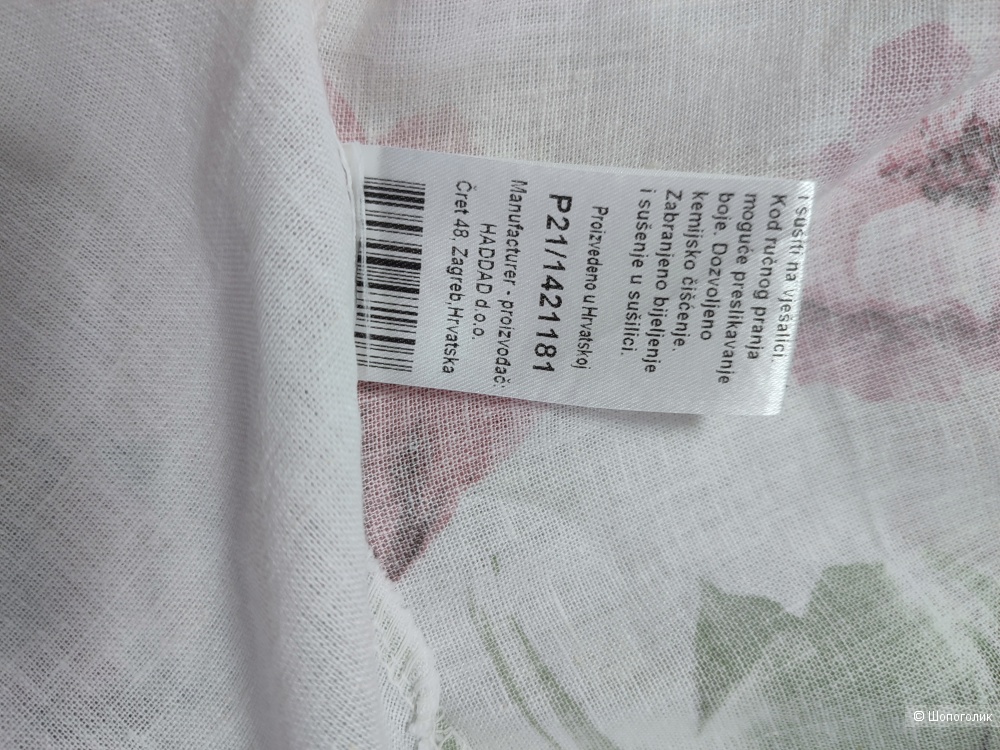 i sušiti na vješalici.
Kod ručnog pranja
moguće preslikavanje
boje. Dozvoljeno
kemijsko čišćenje.
Zabranjeno bijeljenje
i sušenje u sušilici.
Proizvedeno u Hrvatskoj
P21/1421181
Manufacturer - proizvođač:
HADDAD d.o.o.
Čret 48, Zagreb,Hrvatska
© Шопоголик